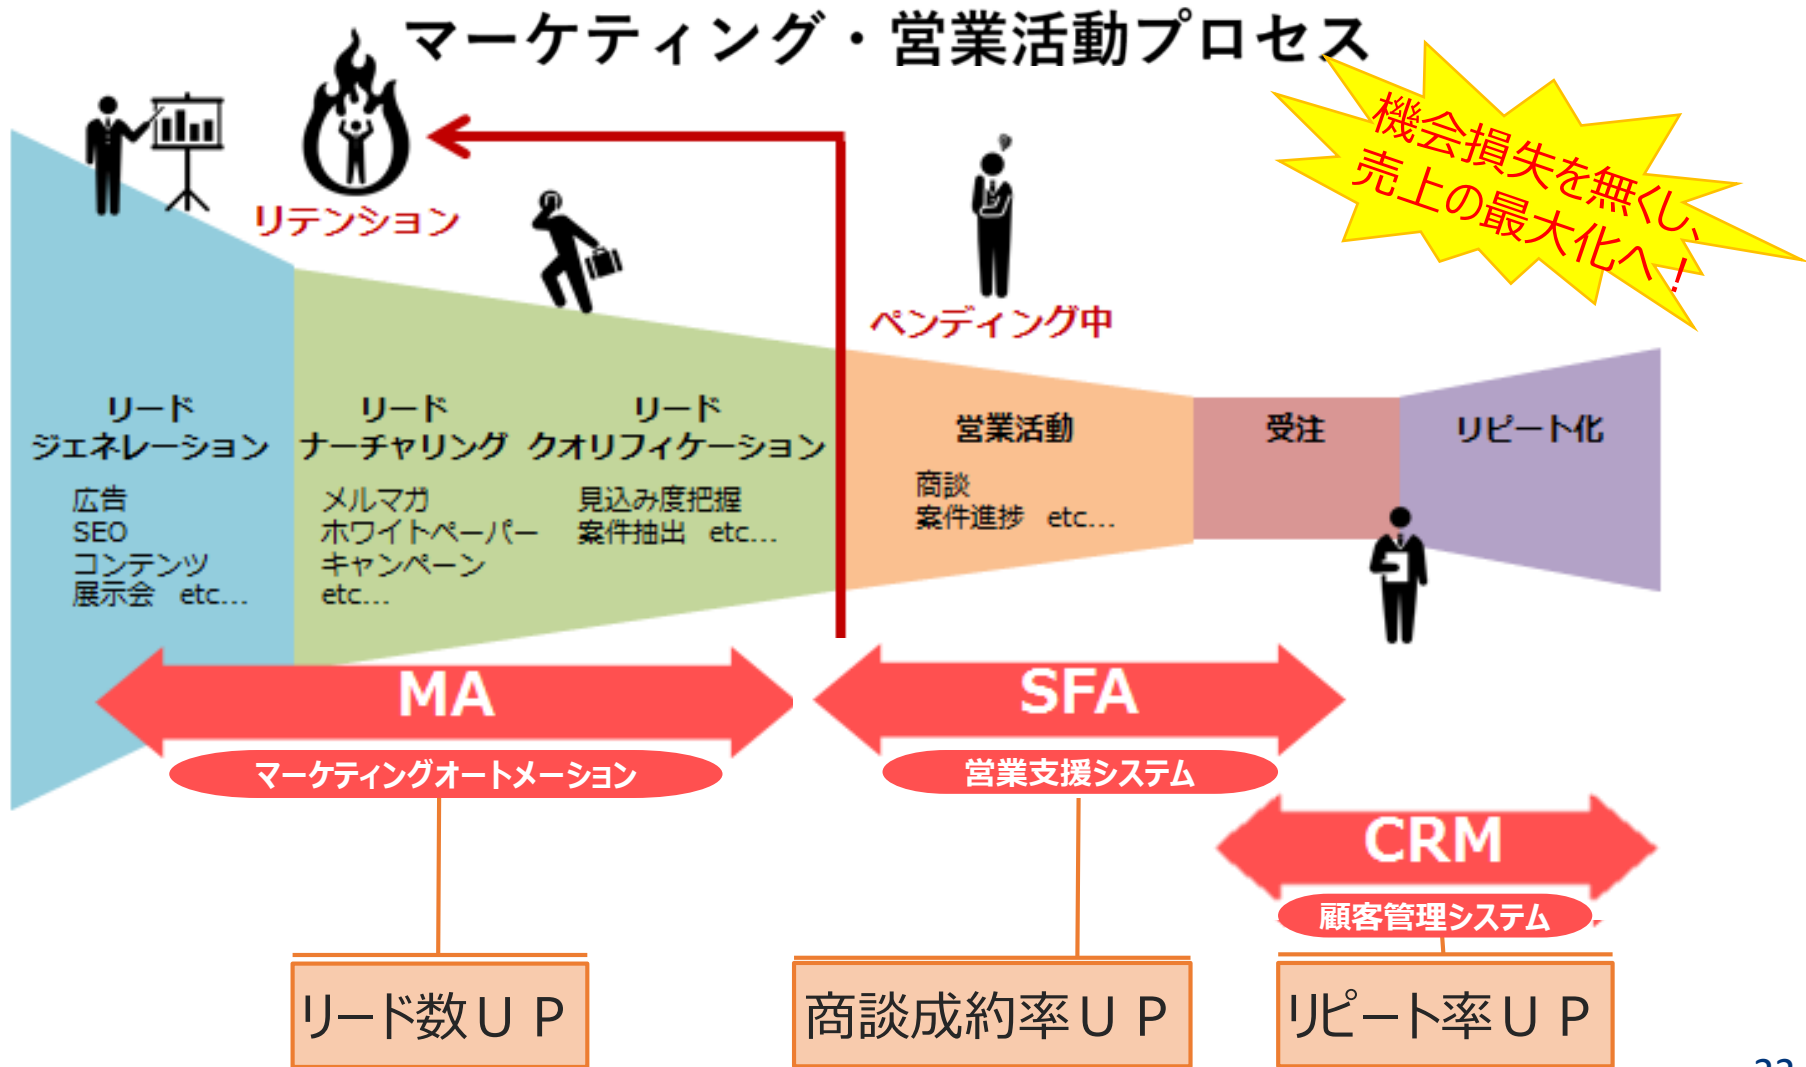 マーケティング・営業活動プロセス
機会損失を無くし、
売上の最大化へ！
リテンション
ペンディング中
リード
ジェネレーション
広告
SEO
コンテンツ
展示会 etc…
リード
ナーチャリング
メルマガ
ホワイトペーパー
キャンペーン
etc…
リード
クオリフィケーション
見込み度把握
案件抽出 etc…
営業活動
商談
案件進捗 etc…
受注
リピート化
MA
マーケティングオートメーション
SFA
営業支援システム
CRM
顧客管理システム
リード数ＵＰ
商談成約率ＵＰ
リピート率ＵＰ